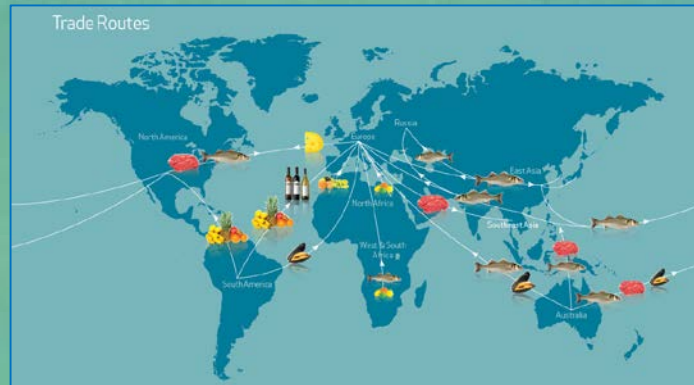 Trade Routes
North America
Europe
Russia
East Asia
North Africa
Southeast Asia
West & South
Africa
South America
Australia